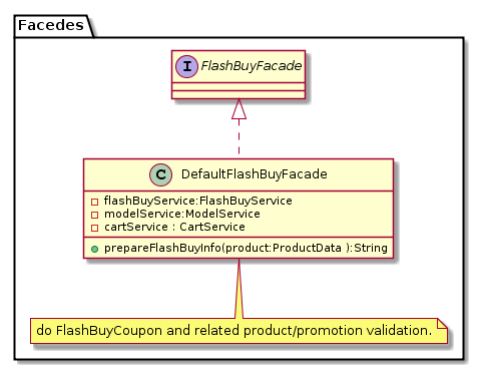 Facedes
I FlashBuyFacade
C DefaultFlashBuyFacade
flashBuyService:FlashBuyService
modelService:ModelService
cartService : CartService
prepareFlashBuyInfo(product:ProductData ):String
do FlashBuyCoupon and related product/promotion validation.